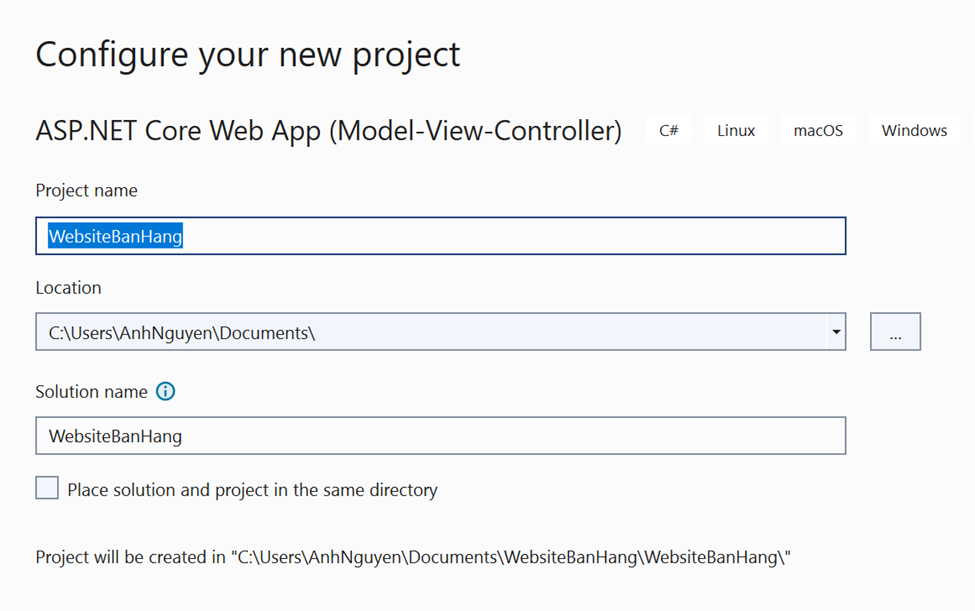 Configure your new project
ASP.NET Core Web App (Model-View-Controller) C# Linux macOS Windows
Project name
WebsiteBanHang
Location
C:\Users\AnhNguyen\Documents\
...
Solution name
WebsiteBanHang
Place solution and project in the same directory
Project will be created in "C:\Users\AnhNguyen\Documents\WebsiteBanHang\WebsiteBanHang\"